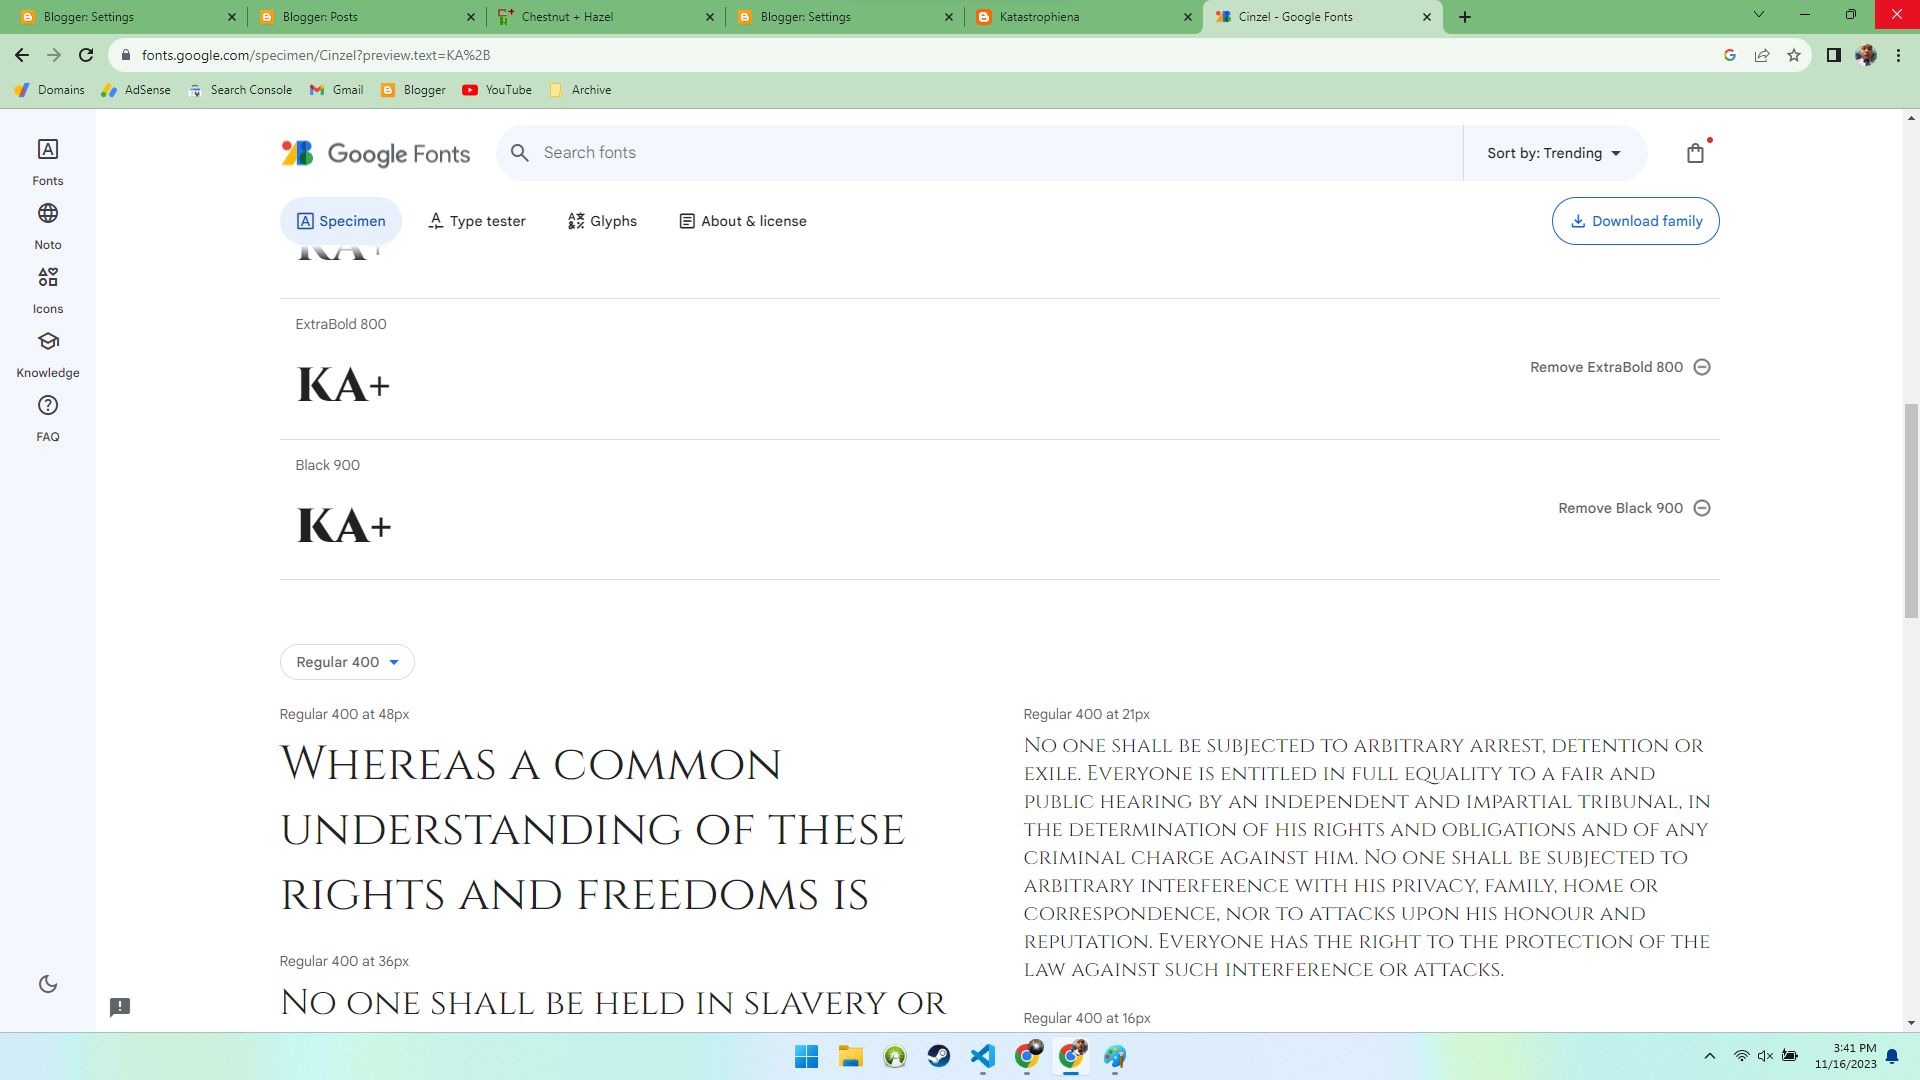 Blogger: Settings
Blogger: Posts
Chestnut + Hazel
Blogger: Settings
Katastrophiena
Cinzel - Google Fonts
fonts.google.com/specimen/Cinzel?preview.text=KA%2B
Domains
AdSense
Search Console
Gmail
Blogger
YouTube
Archive
Fonts
Noto
Icons
Knowledge
FAQ
Google Fonts
Search fonts
Sort by: Trending
Specimen
Type tester
Glyphs
About & license
Download family
KA+
ExtraBold 800
KA+
Remove ExtraBold 800
Black 900
KA+
Remove Black 900
Regular 400
Regular 400 at 48px
Whereas a common
understanding of these
rights and freedoms is
Regular 400 at 36px
No one shall be held in slavery or
Regular 400 at 21px
No one shall be subjected to arbitrary arrest, detention or
exile. Everyone is entitled in full equality to a fair and
public hearing by an independent and impartial tribunal, in
the determination of his rights and obligations and of any
criminal charge against him. No one shall be subjected to
arbitrary interference with his privacy, family, home or
correspondence, nor to attacks upon his honour and
reputation. Everyone has the right to the protection of the
law against such interference or attacks.
Regular 400 at 16px
3:41 PM
11/16/2023